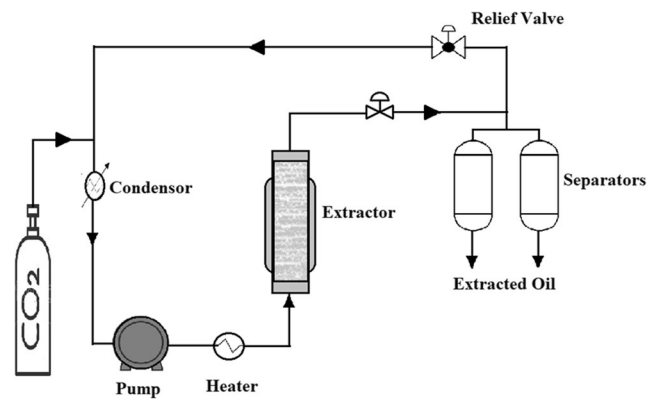 Relief Valve
Condensor
Extractor
Separators
CO2
Extracted Oil
Pump
Heater